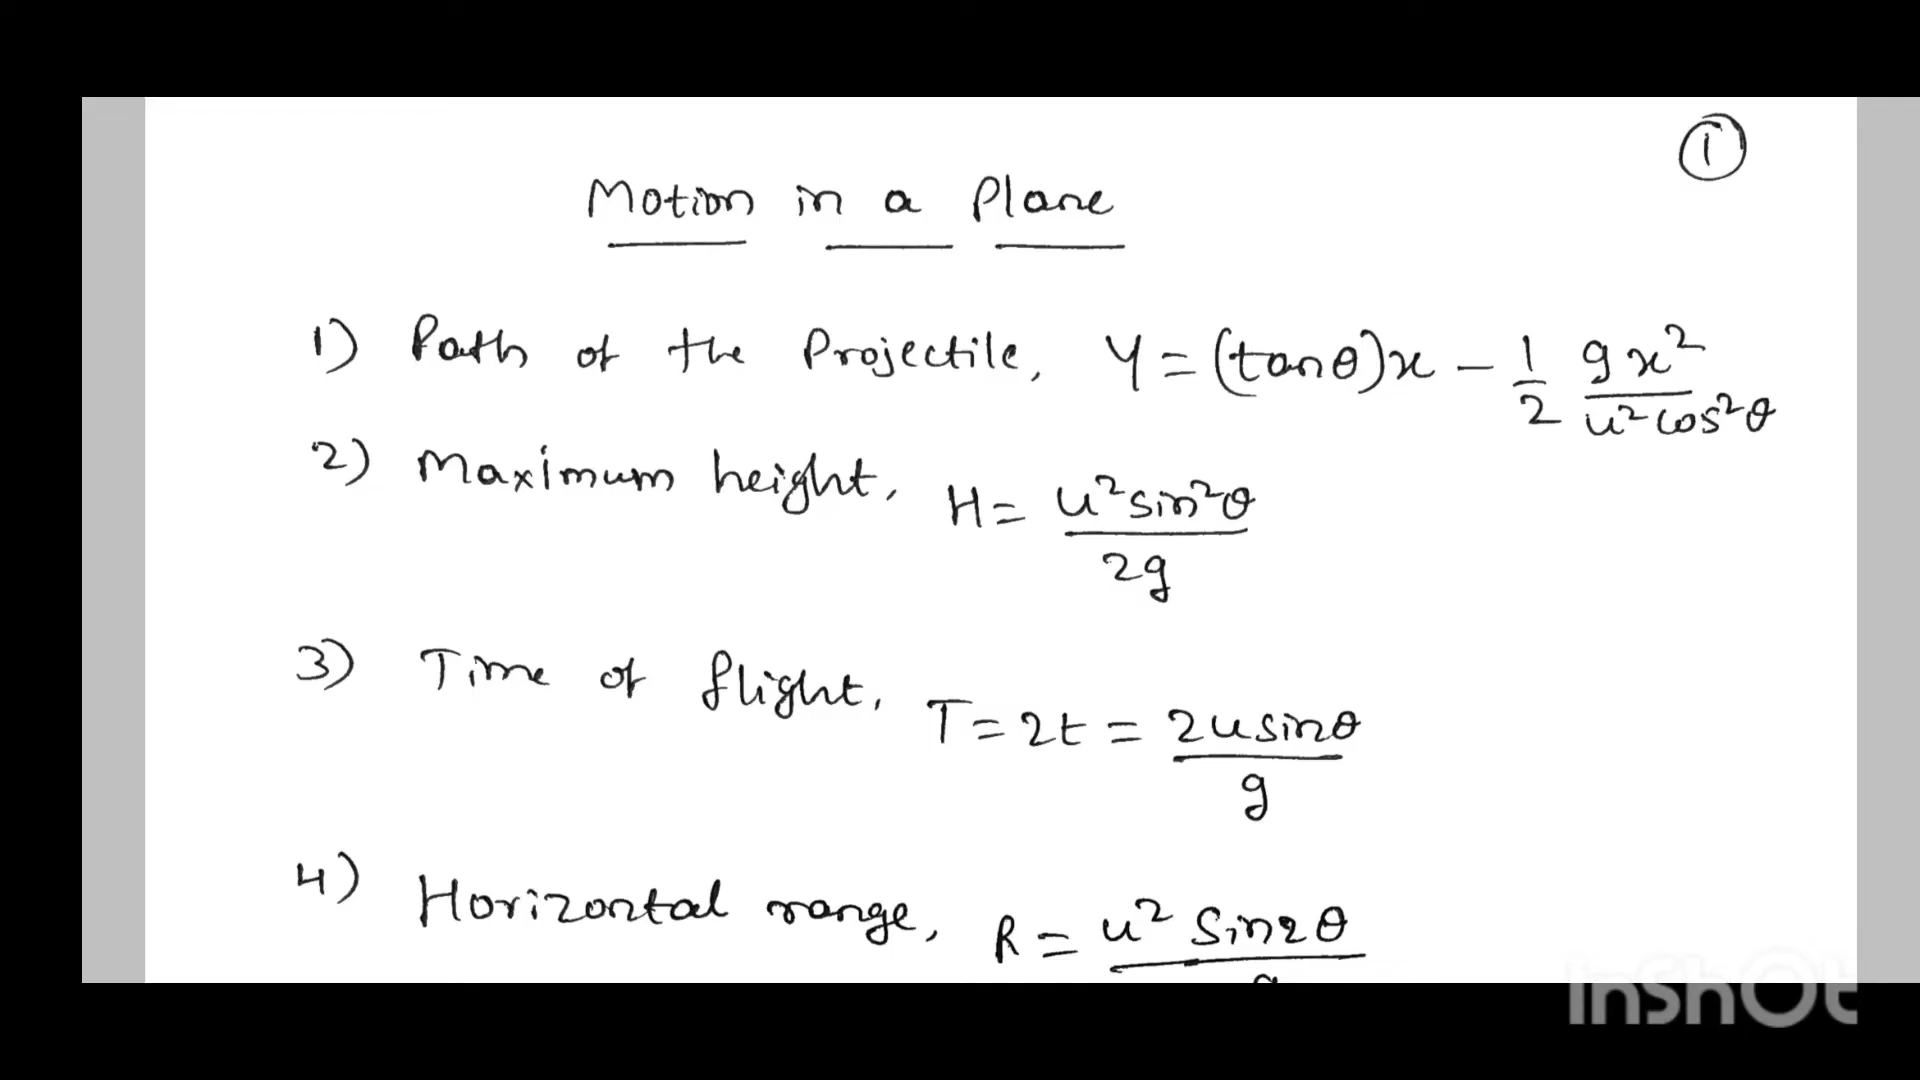 ①
Motion in a Plane
1) Path of the Projectile, Y = (tanθ)x - 1/2 gx²/u²cos²θ
2) Maximum height, H = u²sin²θ/2g
3) Time of flight, T = 2t = 2usinθ/g
4) Horizontal range, R = u² sin2θ
InShOt